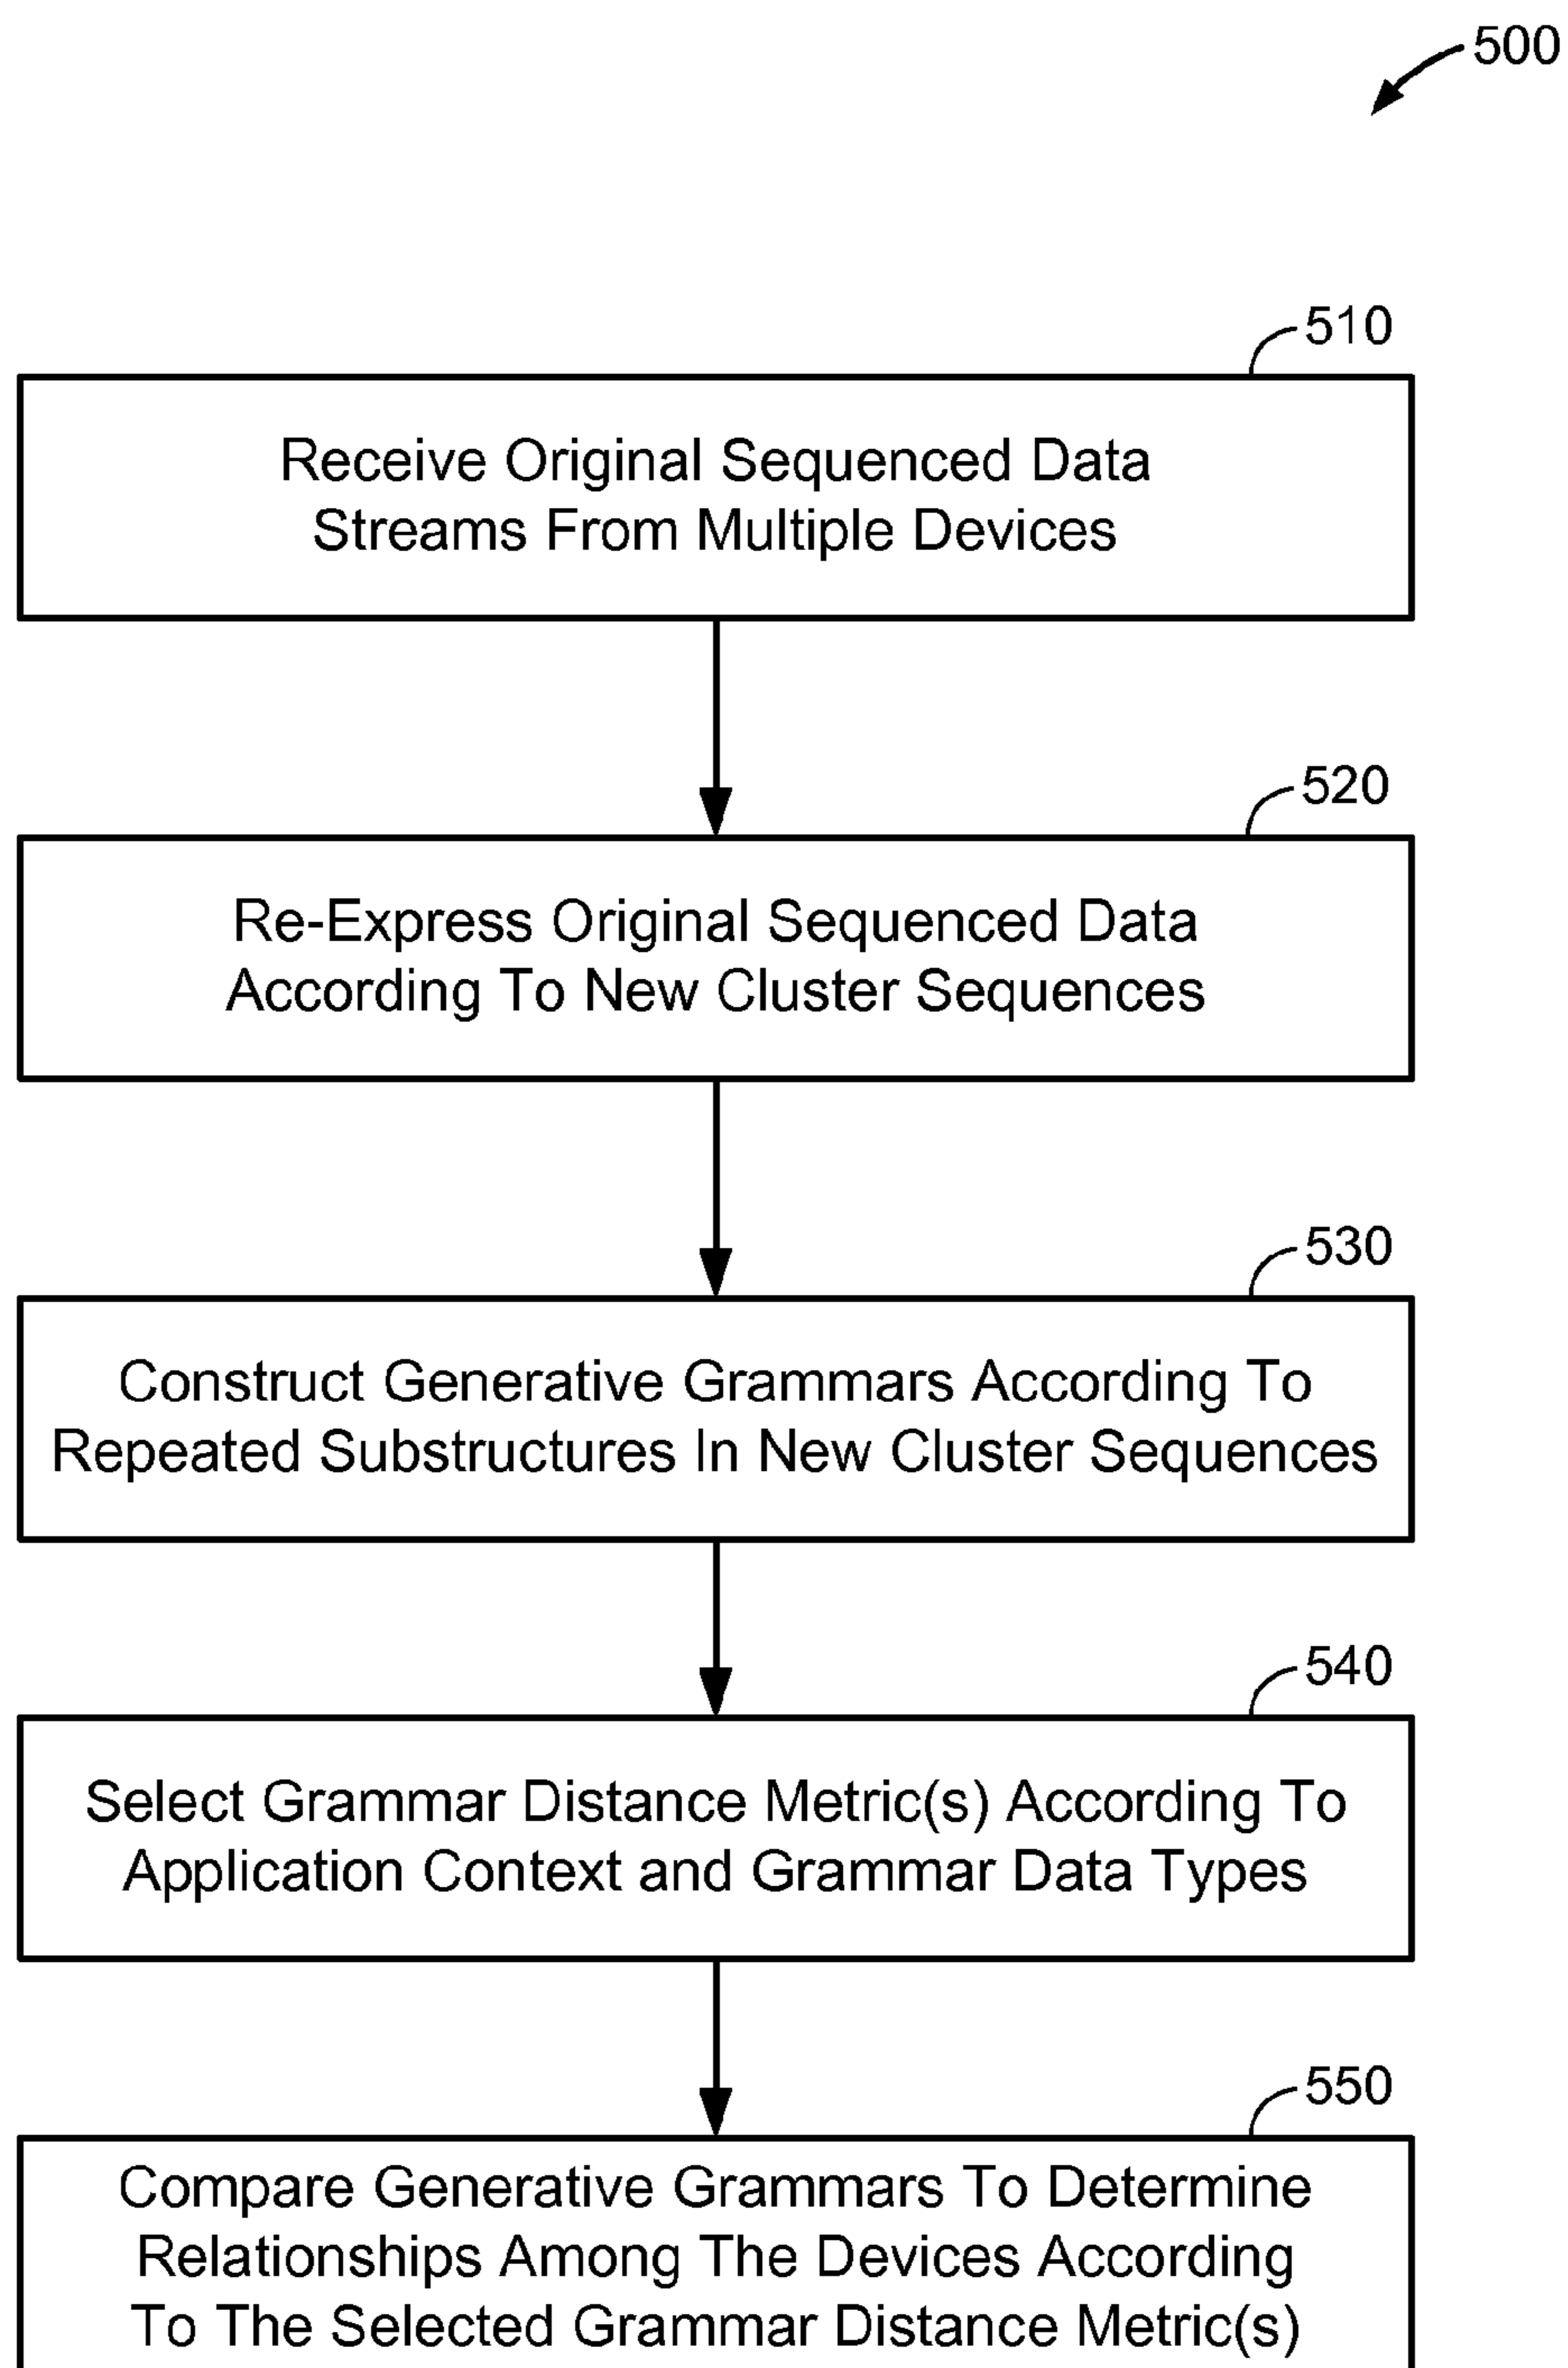 500
510
Receive Original Sequenced Data
Streams From Multiple Devices
520
Re-Express Original Sequenced Data
According To New Cluster Sequences
530
Construct Generative Grammars According To
Repeated Substructures In New Cluster Sequences
540
Select Grammar Distance Metric(s) According To
Application Context and Grammar Data Types
550
Compare Generative Grammars To Determine
Relationships Among The Devices According
To The Selected Grammar Distance Metric(s)